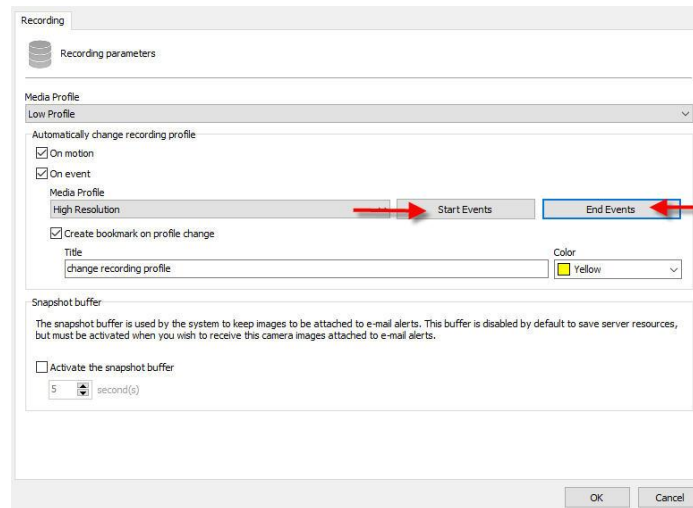 Recording
Recording parameters
Media Profile
Low Profile
Automatically change recording profile
On motion
On event
Media Profile
High Resolution
Start Events
End Events
Create bookmark on profile change
Title
Color
change recording profile
Yellow
Snapshot buffer
The snapshot buffer is used by the system to keep images to be attached to e-mail alerts. This buffer is disabled by default to save server resources,
but must be activated when you wish to receive this camera images attached to e-mail alerts.
Activate the snapshot buffer
5 second(s)
OK Cancel